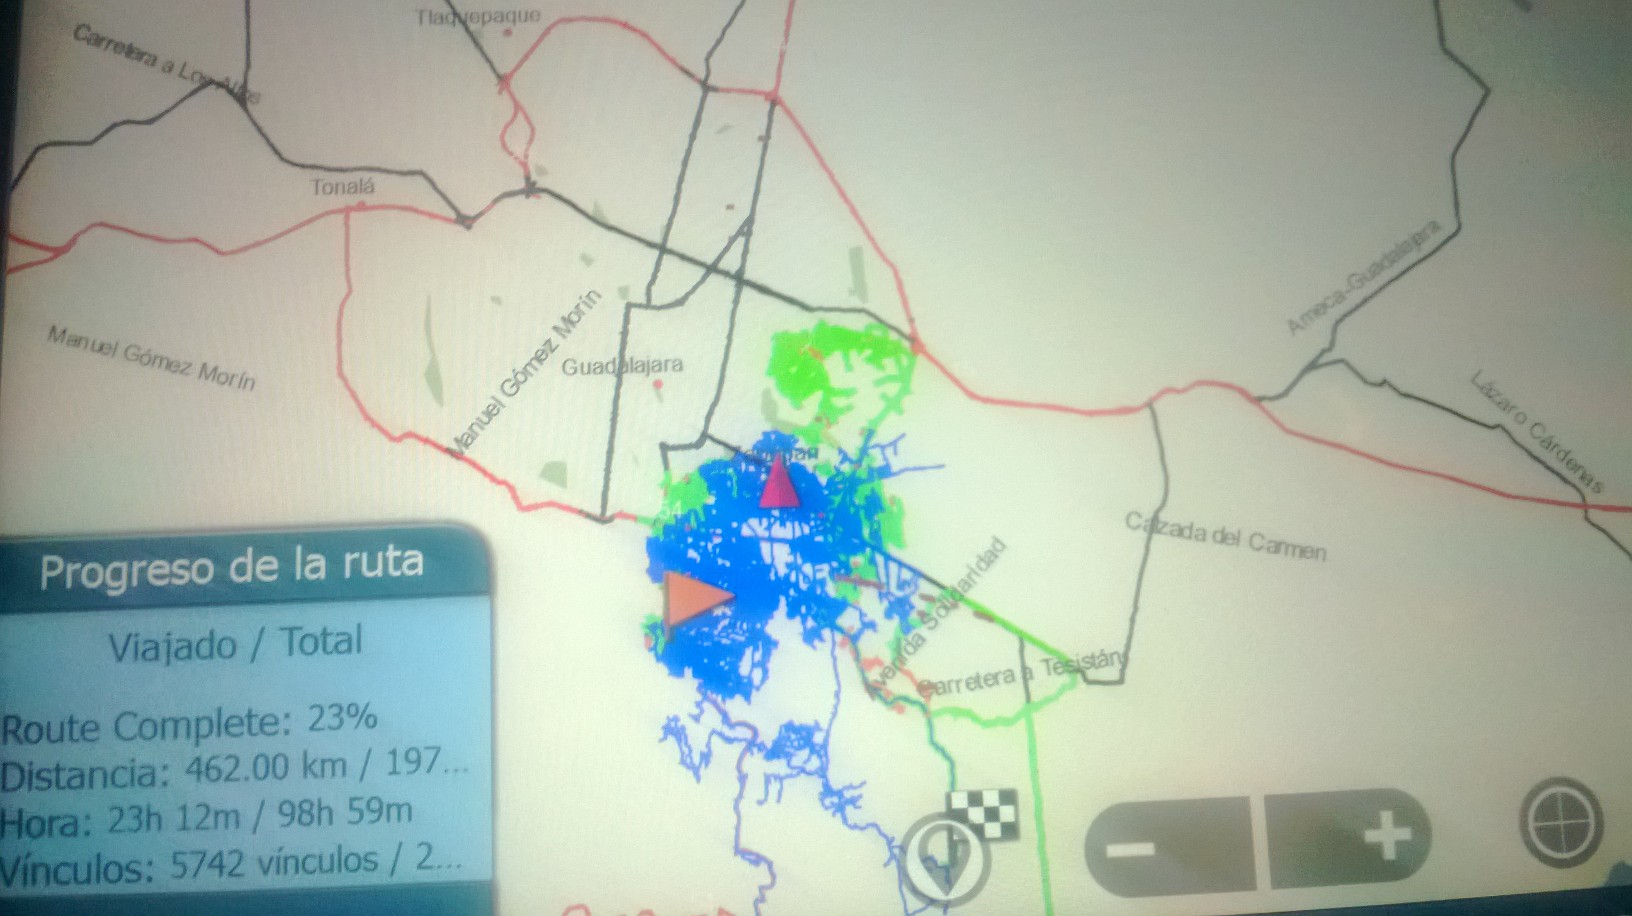 Tlaquepaque
Carretera a Los Altos
Tonalá
Ameca-Guadalajara
Manuel Gómez Morín
Manuel Gómez Morín
Guadalajara
Lázaro Cárdenas
54
Calzada del Carmen
Avenida Solidaridad
Carretera a Tesistán
Progreso de la ruta
Viajado / Total
Route Complete: 23%
Distancia: 462.00 km / 197...
Hora: 23h 12m / 98h 59m
Vínculos: 5742 vínculos / 2...